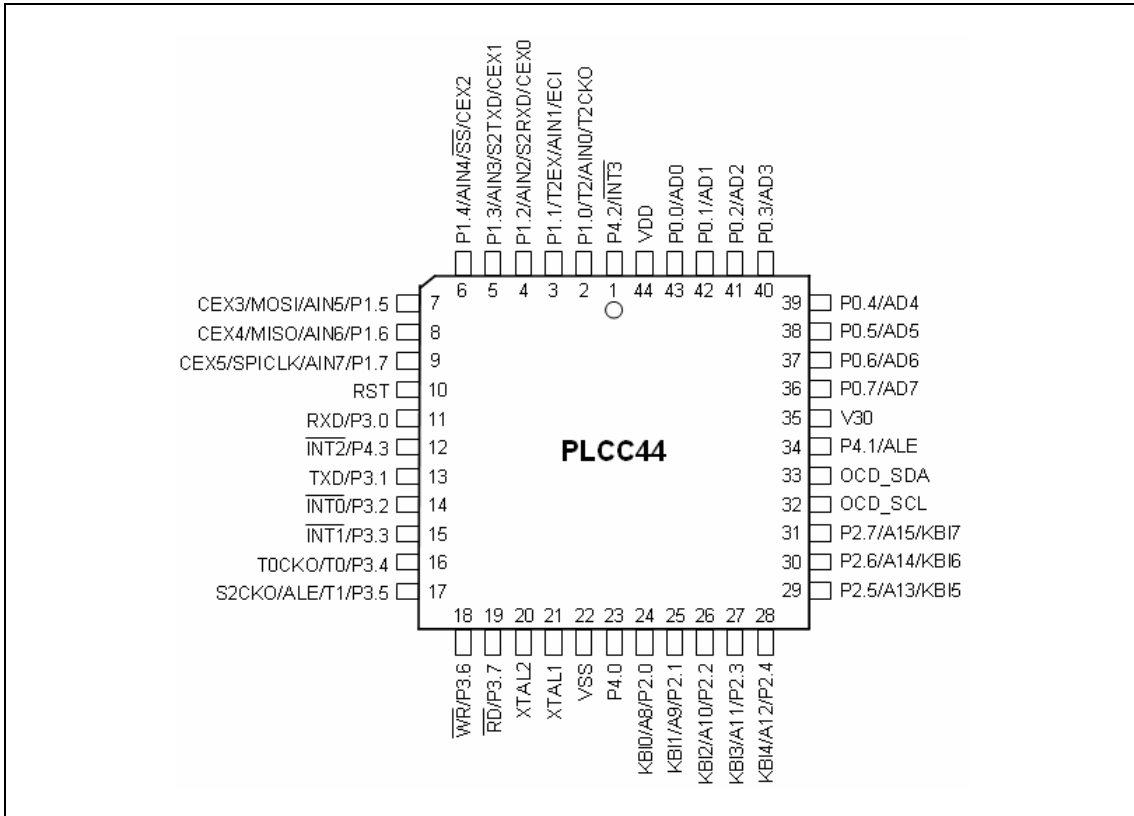 P1.4/AIN4/SS/CEX2
P1.3/AIN3/S2TXD/CEX1
P1.2/AIN2/S2RXD/CEX0
P1.1/T2EX/AIN1/ECI
P1.0/T2/AIN0/T2CKO
P4.2/INT3
VDD
P0.0/AD0
P0.1/AD1
P0.2/AD2
P0.3/AD3
6 5 4 3 2 1 44 43 42 41 40
CEX3/MOSI/AIN5/P1.5 7
CEX4/MISO/AIN6/P1.6 8
CEX5/SPICLK/AIN7/P1.7 9
RST 10
RXD/P3.0 11
INT2/P4.3 12
TXD/P3.1 13
INT0/P3.2 14
INT1/P3.3 15
T0CKO/T0/P3.4 16
S2CKO/ALE/T1/P3.5 17
PLCC44
39 P0.4/AD4
38 P0.5/AD5
37 P0.6/AD6
36 P0.7/AD7
35 V30
34 P4.1/ALE
33 OCD_SDA
32 OCD_SCL
31 P2.7/A15/KBI7
30 P2.6/A14/KBI6
29 P2.5/A13/KBI5
18 19 20 21 22 23 24 25 26 27 28
WR/P3.6
RD/P3.7
XTAL2
XTAL1
VSS
P4.0
KBI0/A8/P2.0
KBI1/A9/P2.1
KBI2/A10/P2.2
KBI3/A11/P2.3
KBI4/A12/P2.4